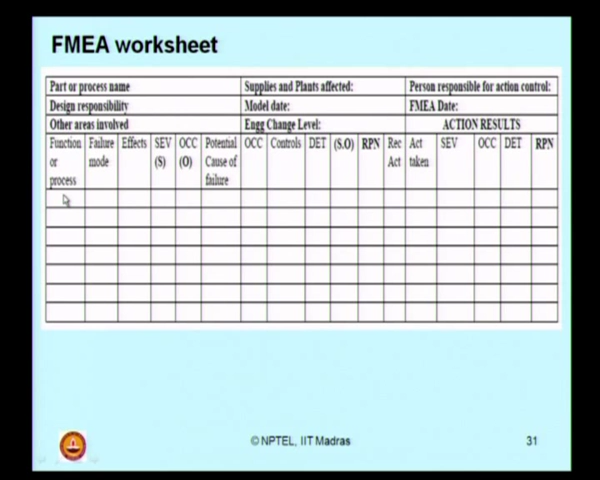 FMEA worksheet
Part or process name Supplies and Plants affected: Person responsible for action control:
Design responsibility Model date: FMEA Date:
Other areas involved Engg Change Level: ACTION RESULTS
Function Failure Effects SEV OCC Potential OCC Controls DET (S.O) RPN Rec Act SEV OCC DET RPN
or mode (S) (O) Cause of Act taken
process failure
© NPTEL, IIT Madras 31